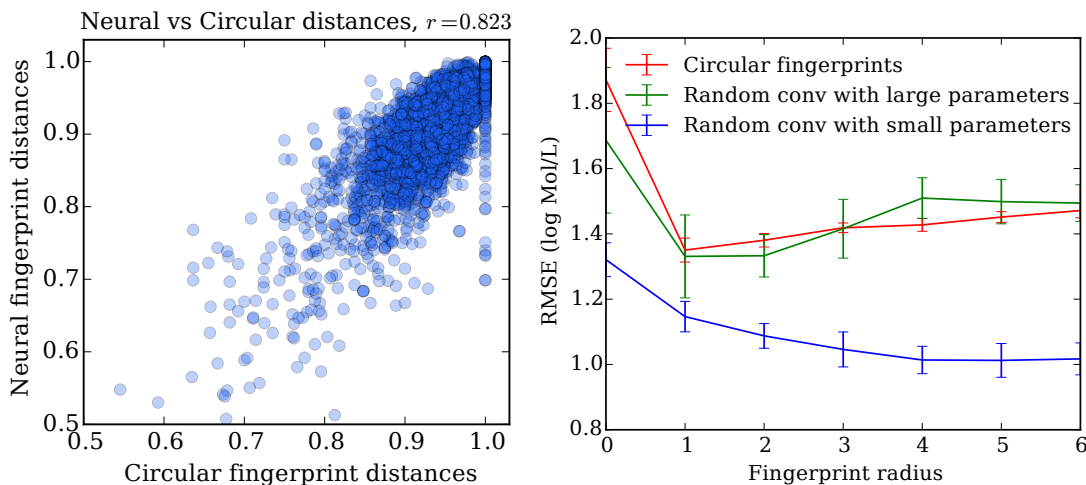 Neural vs Circular distances, r=0.823
Neural fingerprint distances
1.0
0.9
0.8
0.7
0.6
0.5
0.5 0.6 0.7 0.8 0.9 1.0
Circular fingerprint distances
RMSE (log Mol/L)
2.0
1.8
1.6
1.4
1.2
1.0
0.8
Circular fingerprints
Random conv with large parameters
Random conv with small parameters
0 1 2 3 4 5 6
Fingerprint radius